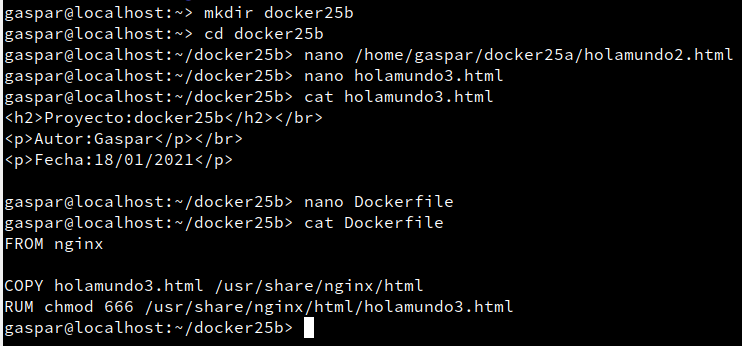 gaspar@localhost:~> mkdir docker25b
gaspar@localhost:~> cd docker25b
gaspar@localhost:~/docker25b> nano /home/gaspar/docker25a/holamundo2.html
gaspar@localhost:~/docker25b> nano holamundo3.html
gaspar@localhost:~/docker25b> cat holamundo3.html
<h2>Proyecto:docker25b</h2></br>
<p>Autor:Gaspar</p></br>
<p>Fecha:18/01/2021</p>
gaspar@localhost:~/docker25b> nano Dockerfile
gaspar@localhost:~/docker25b> cat Dockerfile
FROM nginx
COPY holamundo3.html /usr/share/nginx/html
RUM chmod 666 /usr/share/nginx/html/holamundo3.html
gaspar@localhost:~/docker25b>